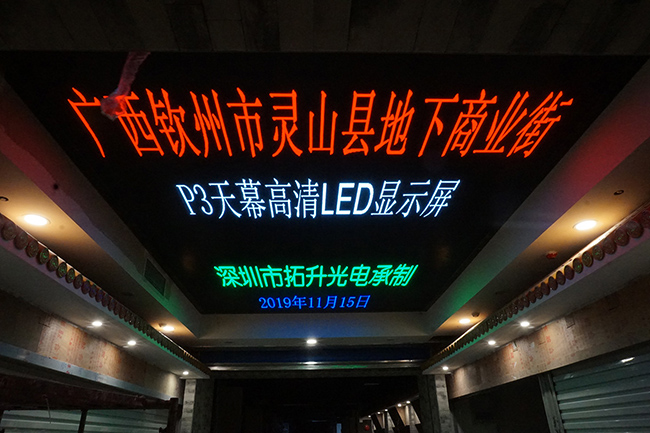 广西钦州市灵山县地下商业街
P3天幕高清LED显示屏
深圳市拓升光电承制
2019年11月15日